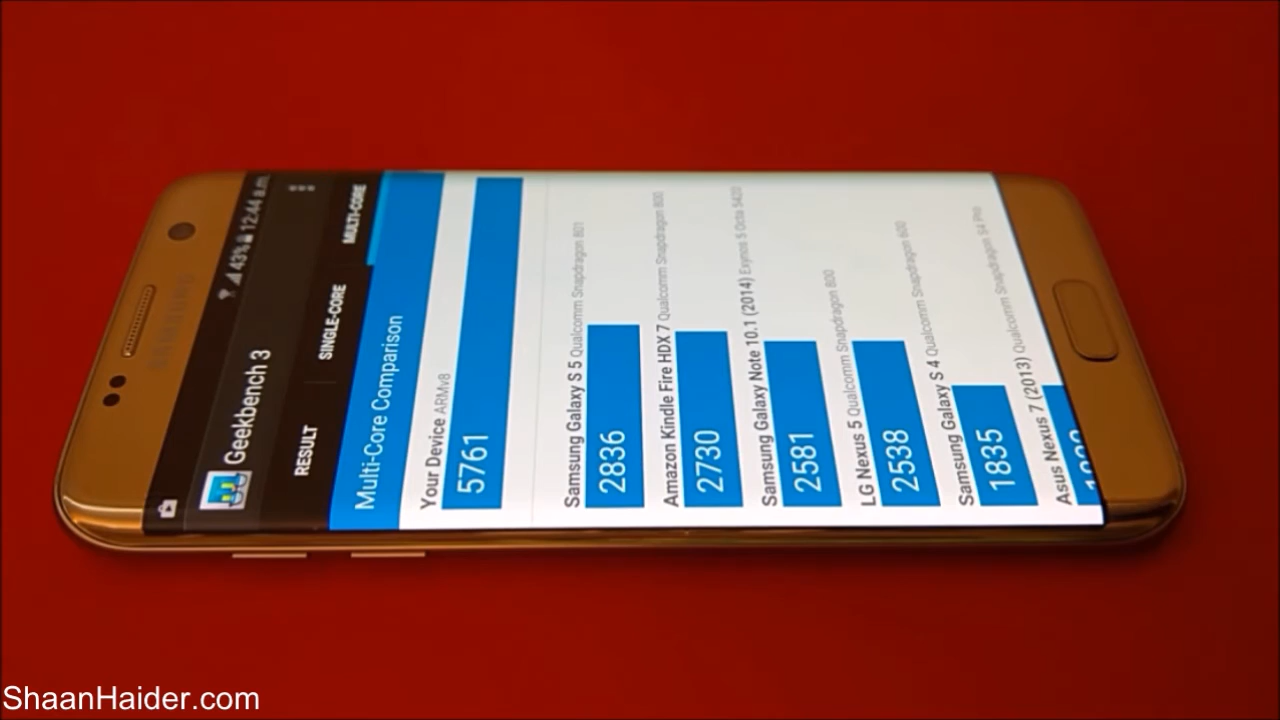 43% 12:44 a.m.
SAMSUNG
Geekbench 3
RESULT SINGLE-CORE MULTI-CORE
Multi-Core Comparison
Your Device ARMv8
5761
Samsung Galaxy S 5 Qualcomm Snapdragon 801
2836
Amazon Kindle Fire HDX 7 Qualcomm Snapdragon 800
2730
Samsung Galaxy Note 10.1 (2014) Exynos 5 Octa 5420
2581
LG Nexus 5 Qualcomm Snapdragon 800
2538
Samsung Galaxy S 4 Qualcomm Snapdragon 600
1835
Asus Nexus 7 (2013) Qualcomm Snapdragon S4 Pro
ShaanHaider.com